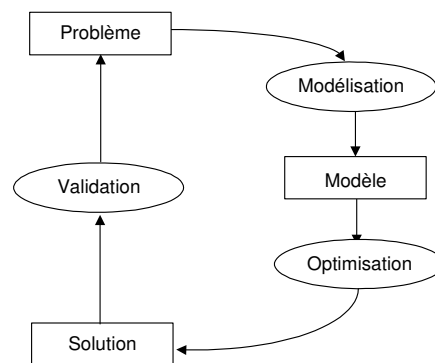 Problème
Modélisation
Modèle
Validation
Optimisation
Solution